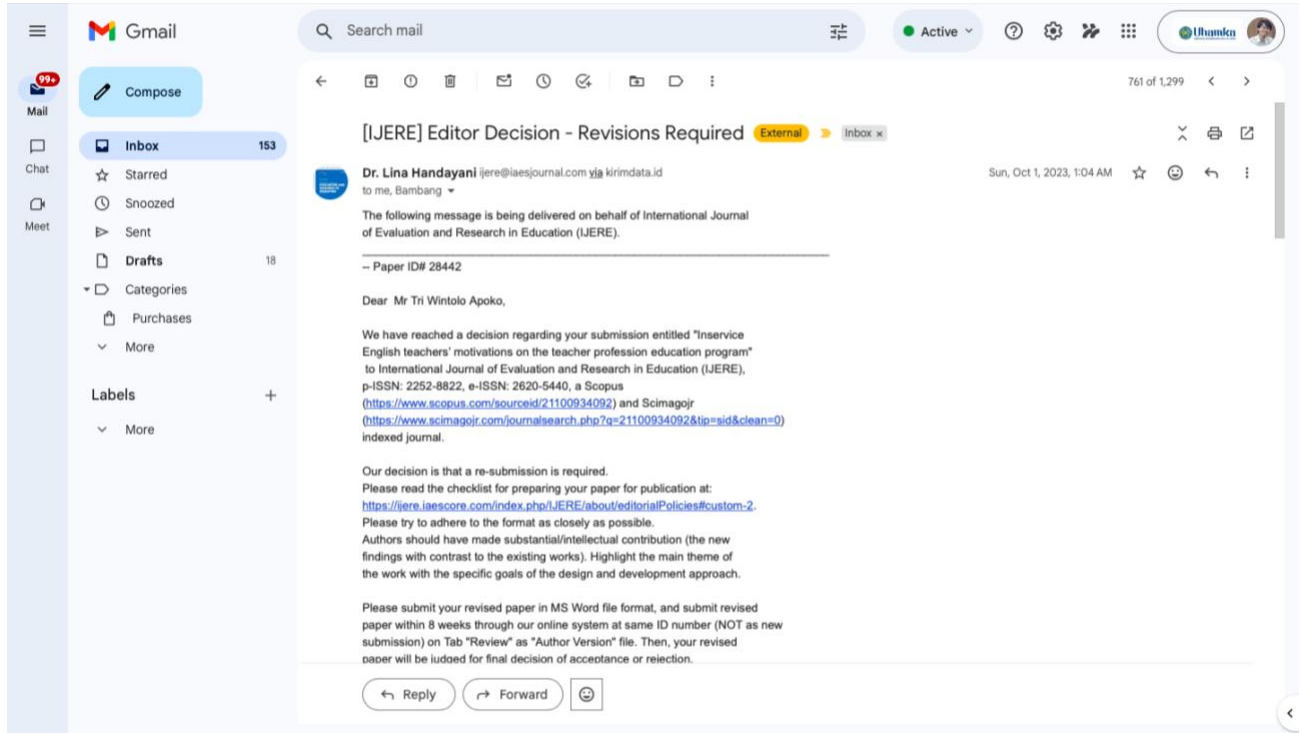 Gmail
Search mail
Active
Uhamka
99+
Mail
Chat
Meet
Compose
Inbox 153
Starred
Snoozed
Sent
Drafts 18
Categories
Purchases
More
Labels +
More
761 of 1,299
[IJERE] Editor Decision - Revisions Required External Inbox x
Dr. Lina Handayani ijere@iaesjournal.com via kirimdata.id Sun, Oct 1, 2023, 1:04 AM
to me, Bambang
The following message is being delivered on behalf of International Journal
of Evaluation and Research in Education (IJERE).
-- Paper ID# 28442
Dear Mr Tri Wintolo Apoko,
We have reached a decision regarding your submission entitled "Inservice
English teachers' motivations on the teacher profession education program"
to International Journal of Evaluation and Research in Education (IJERE),
p-ISSN: 2252-8822, e-ISSN: 2620-5440, a Scopus
(https://www.scopus.com/sourceid/21100934092) and Scimagojr
(https://www.scimagojr.com/journalsearch.php?q=21100934092&tip=sid&clean=0)
indexed journal.
Our decision is that a re-submission is required.
Please read the checklist for preparing your paper for publication at:
https://ijere.iaescore.com/index.php/IJERE/about/editorialPolicies#custom-2.
Please try to adhere to the format as closely as possible.
Authors should have made substantial/intellectual contribution (the new
findings with contrast to the existing works). Highlight the main theme of
the work with the specific goals of the design and development approach.
Please submit your revised paper in MS Word file format, and submit revised
paper within 8 weeks through our online system at same ID number (NOT as new
submission) on Tab "Review" as "Author Version" file. Then, your revised
paper will be judged for final decision of acceptance or rejection.
Reply
Forward